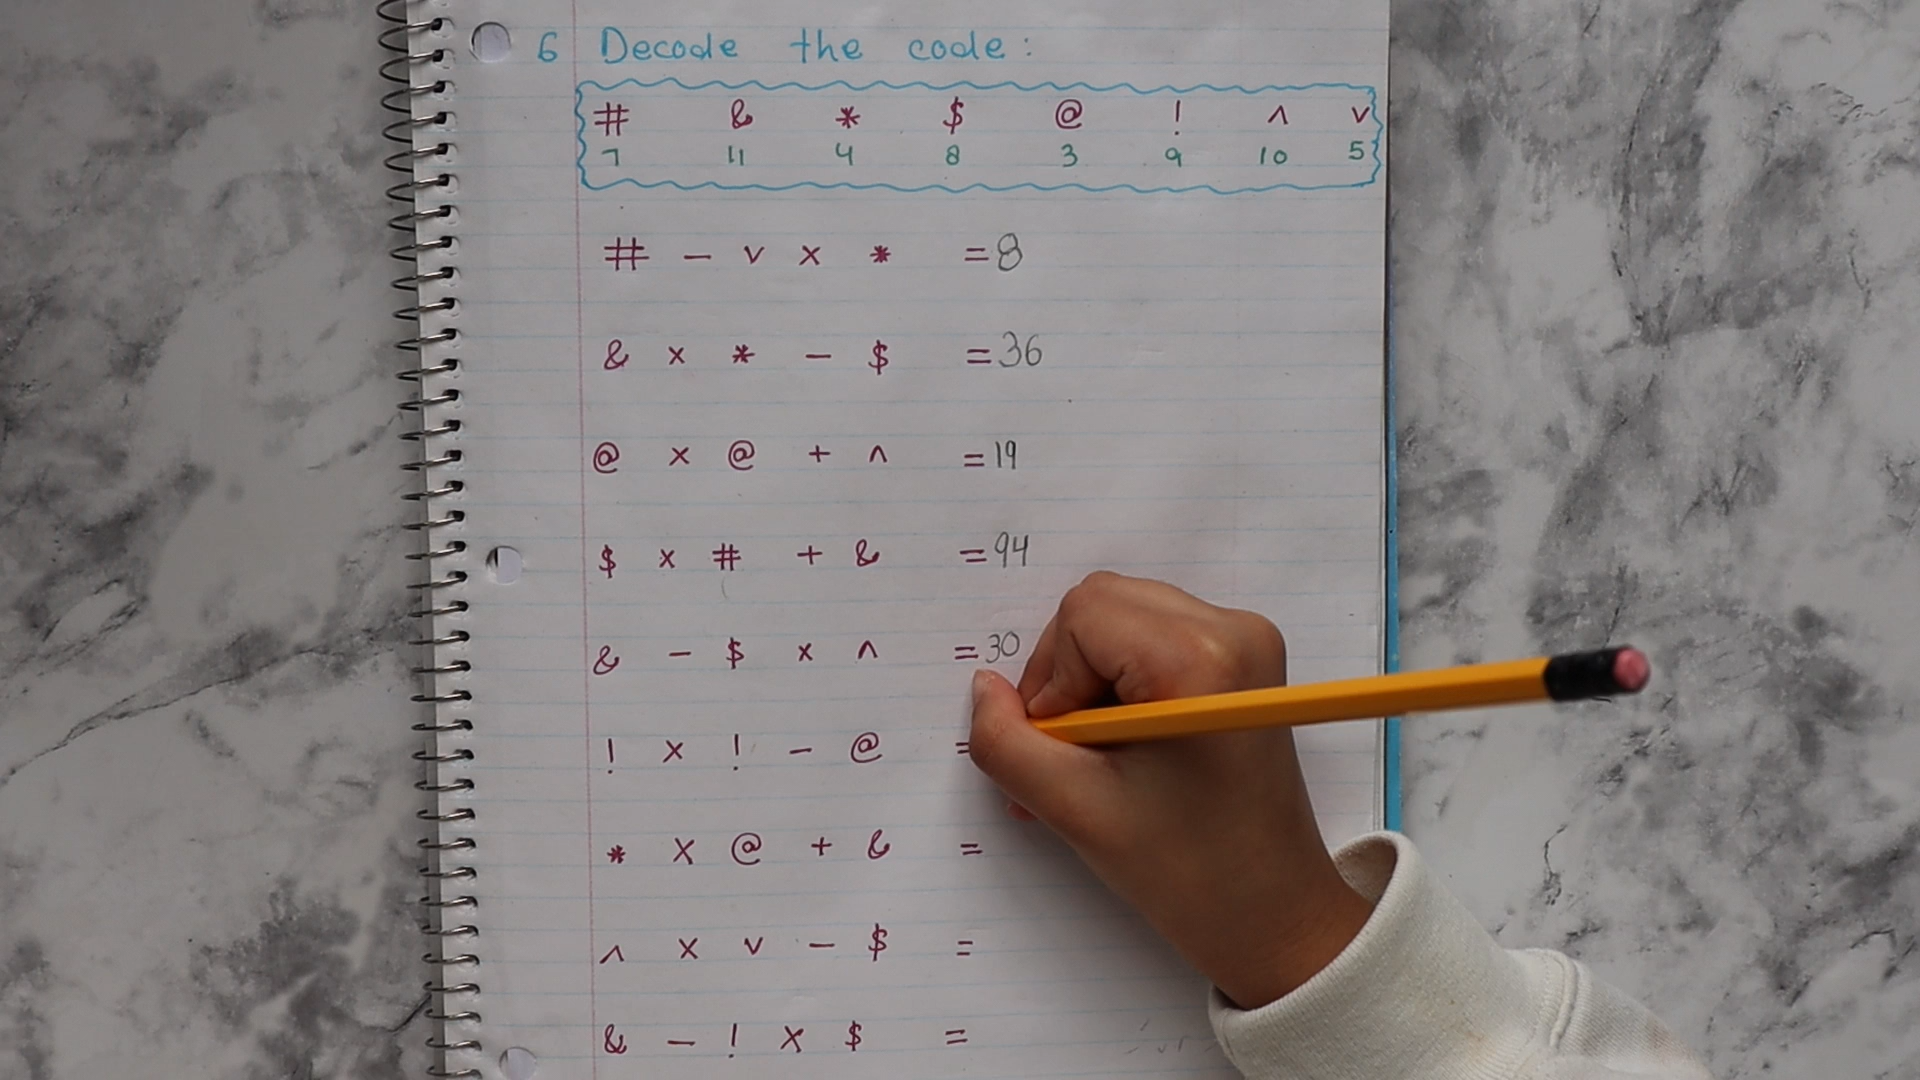 6 Decode the code:
# & * $ @ ! ^ v
7 11 4 8 3 9 10 5
# - v x * = 8
& x * - $ = 36
@ x @ + ^ = 19
$ x # + & = 94
& - $ x ^ = 30
! x ! - @ =
* x @ + & =
^ x v - $ =
& - ! x $ =